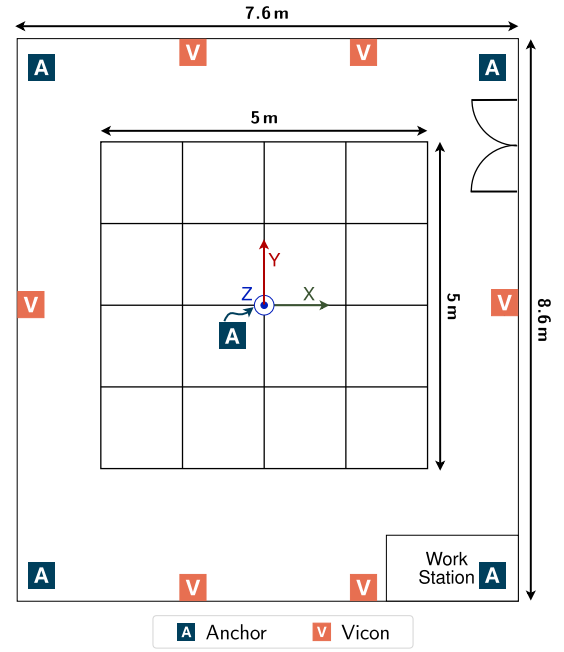 7.6 m
V V
A A
5 m
Y
Z X
V V
A
5 m
8.6 m
Work
Station
A A
V V
A Anchor V Vicon